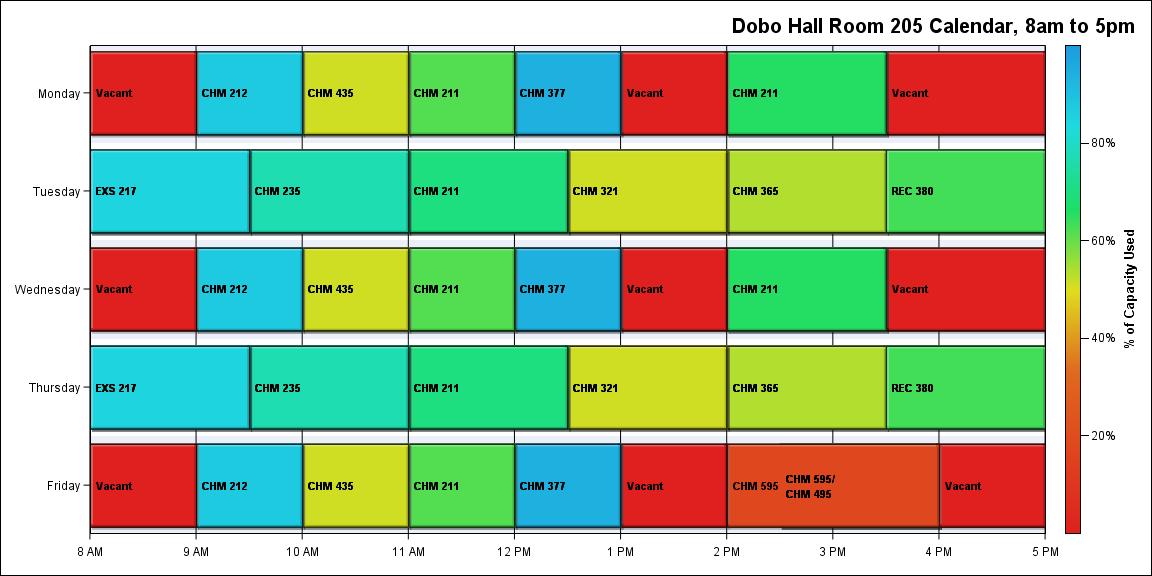 Dobo Hall Room 205 Calendar, 8am to 5pm
Monday
Vacant
CHM 212
CHM 435
CHM 211
CHM 377
Vacant
CHM 211
Vacant
Tuesday
EXS 217
CHM 235
CHM 211
CHM 321
CHM 365
REC 380
Wednesday
Vacant
CHM 212
CHM 435
CHM 211
CHM 377
Vacant
CHM 211
Vacant
Thursday
EXS 217
CHM 235
CHM 211
CHM 321
CHM 365
REC 380
Friday
Vacant
CHM 212
CHM 435
CHM 211
CHM 377
Vacant
CHM 595
CHM 595/
CHM 495
Vacant
8 AM
9 AM
10 AM
11 AM
12 PM
1 PM
2 PM
3 PM
4 PM
5 PM
80%
60%
40%
20%
% of Capacity Used